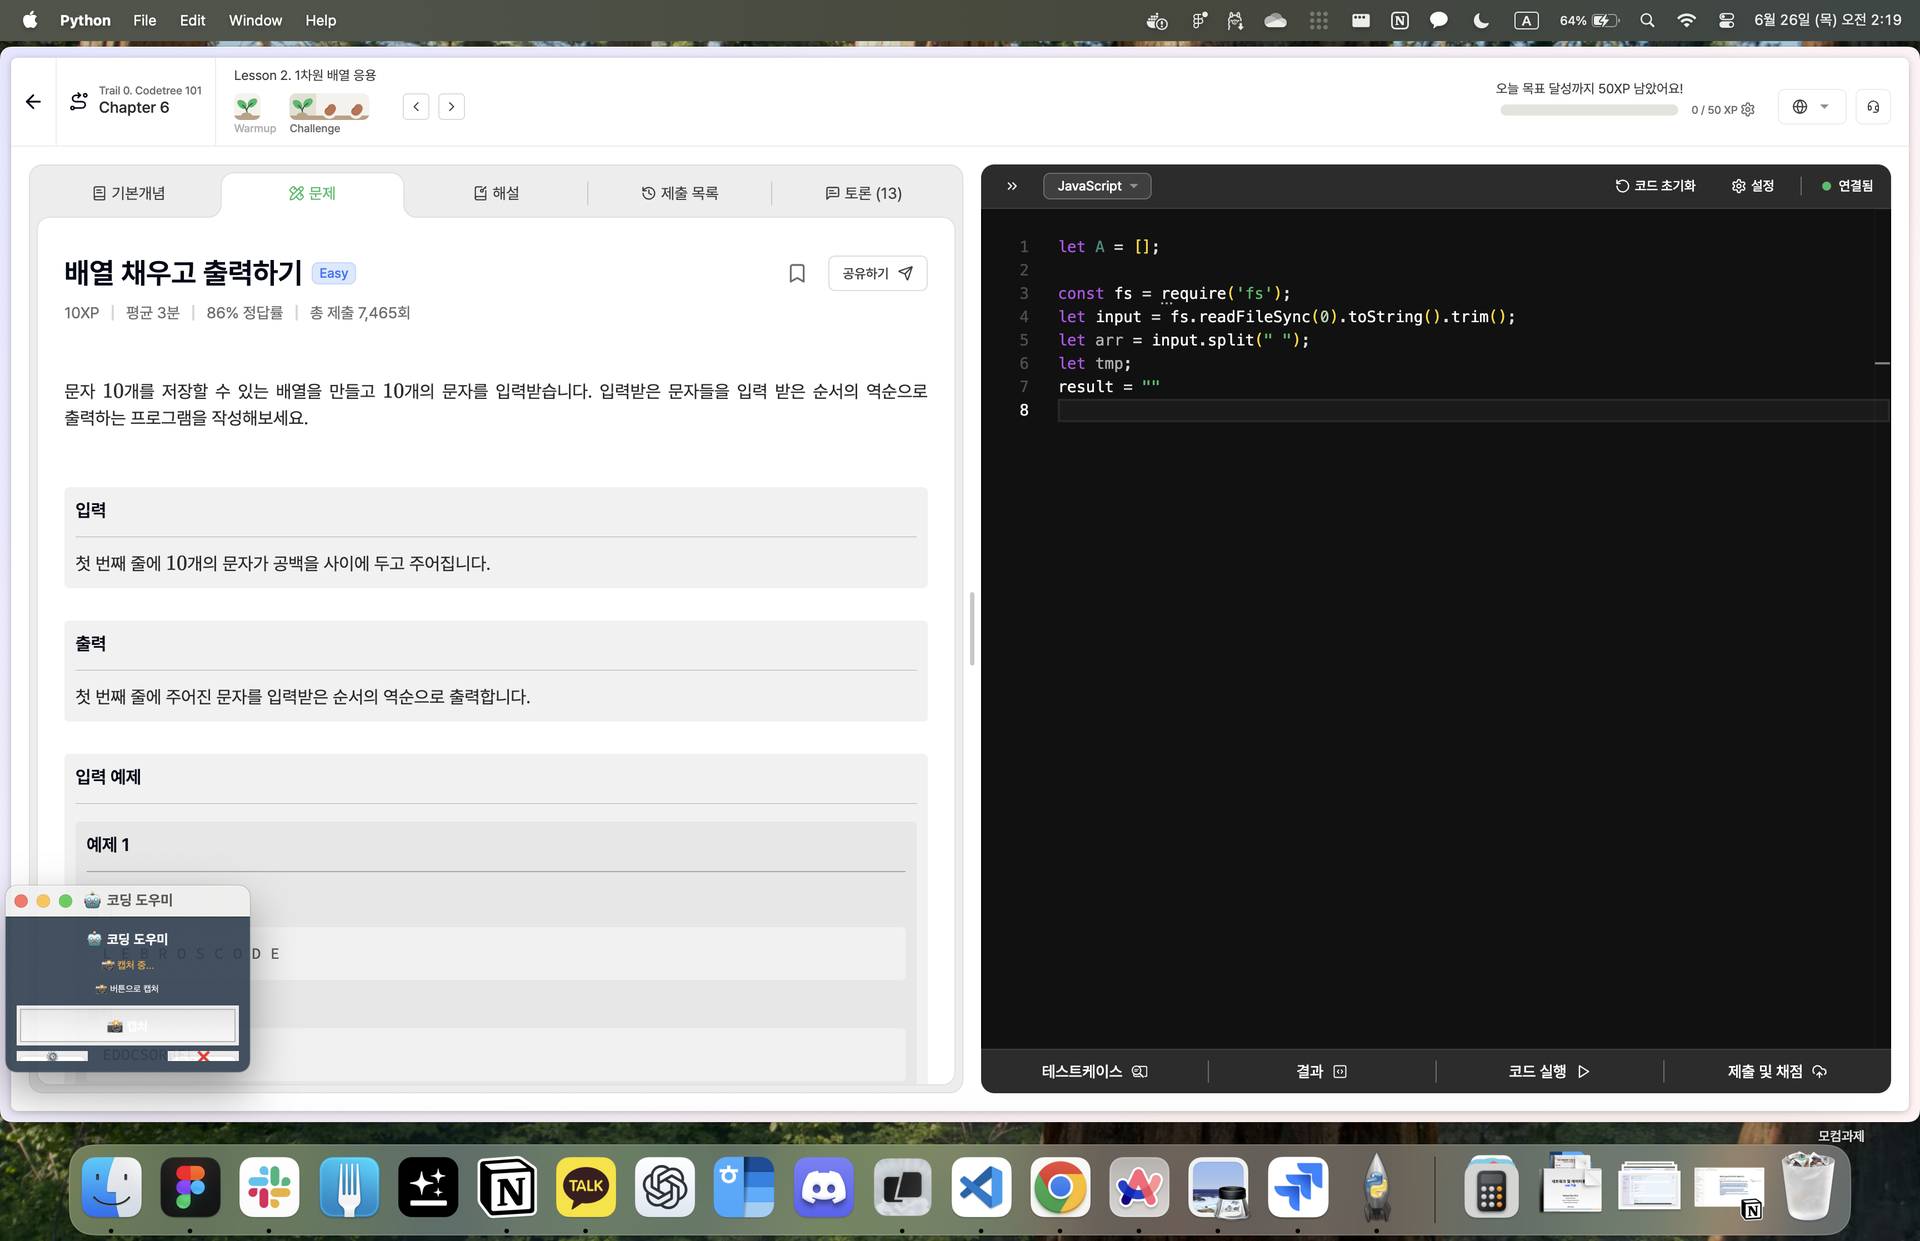 Python File Edit Window Help
A 64% 6월 26일 (목) 오전 2:19
Trail 0. Codetree 101
Chapter 6
Lesson 2. 1차원 배열 응용
Warmup Challenge
오늘 목표 달성까지 50XP 남았어요!
0 / 50 XP
기본개념 문제 해설 제출 목록 토론 (13)
배열 채우고 출력하기 Easy
공유하기
10XP 평균 3분 86% 정답률 총 제출 7,465회
문자 10개를 저장할 수 있는 배열을 만들고 10개의 문자를 입력받습니다. 입력받은 문자들을 입력 받은 순서의 역순으로
출력하는 프로그램을 작성해보세요.
입력
첫 번째 줄에 10개의 문자가 공백을 사이에 두고 주어집니다.
출력
첫 번째 줄에 주어진 문자를 입력받은 순서의 역순으로 출력합니다.
입력 예제
예제 1
L E B R O S C O D E
코딩 도우미
코딩 도우미
캡처 중...
버튼으로 캡처
캡처
JavaScript 코드 초기화 설정 연결됨
1 let A = [];
2
3 const fs = require('fs');
4 let input = fs.readFileSync(0).toString().trim();
5 let arr = input.split(" ");
6 let tmp;
7 result = ""
8
테스트케이스 결과 코드 실행 제출 및 채점
모컴과제
TALK